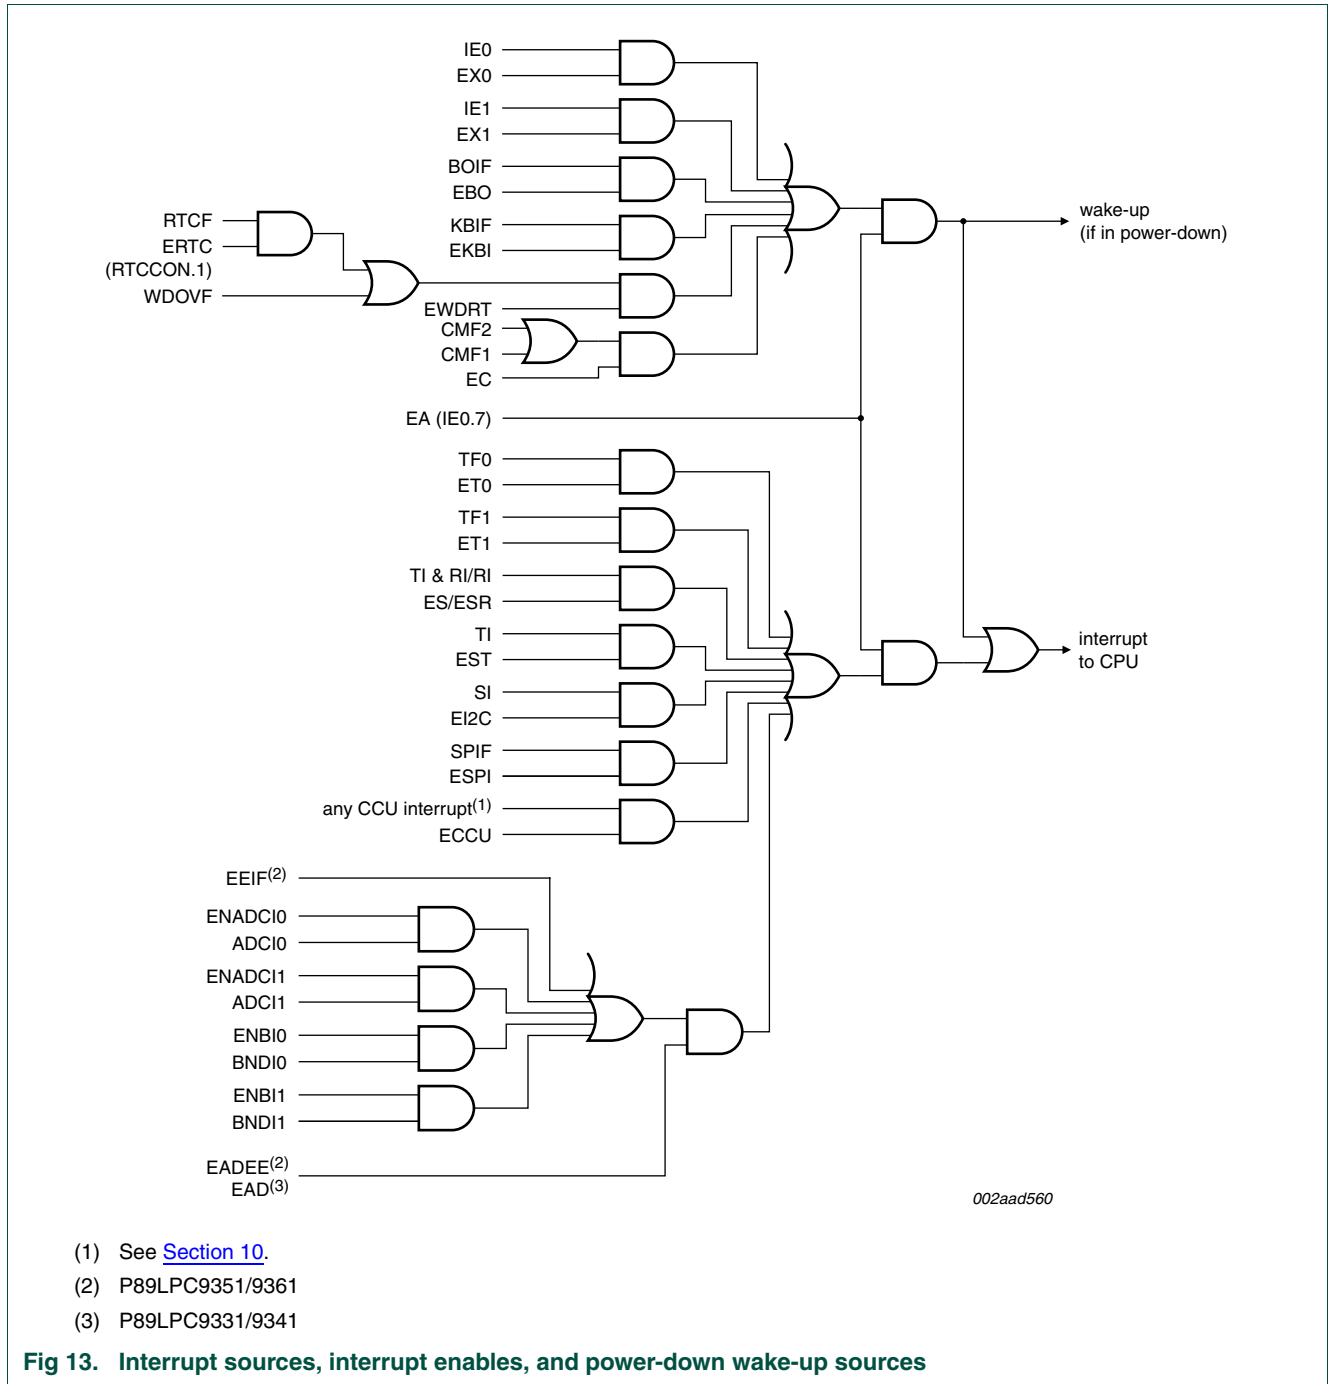 IE0
EX0
IE1
EX1
BOIF
EBO
KBIF
EKBI
RTCF
ERTC
(RTCCON.1)
WDOVF
EWDRT
CMF2
CMF1
EC
wake-up
(if in power-down)
EA (IE0.7)
TF0
ET0
TF1
ET1
TI & RI/RI
ES/ESR
TI
EST
SI
EI2C
SPIF
ESPI
any CCU interrupt(1)
ECCU
interrupt
to CPU
EEIF(2)
ENADCI0
ADCI0
ENADCI1
ADCI1
ENBI0
BNDI0
ENBI1
BNDI1
EADEE(2)
EAD(3)
002aad560
(1) See Section 10.
(2) P89LPC9351/9361
(3) P89LPC9331/9341
Fig 13. Interrupt sources, interrupt enables, and power-down wake-up sources